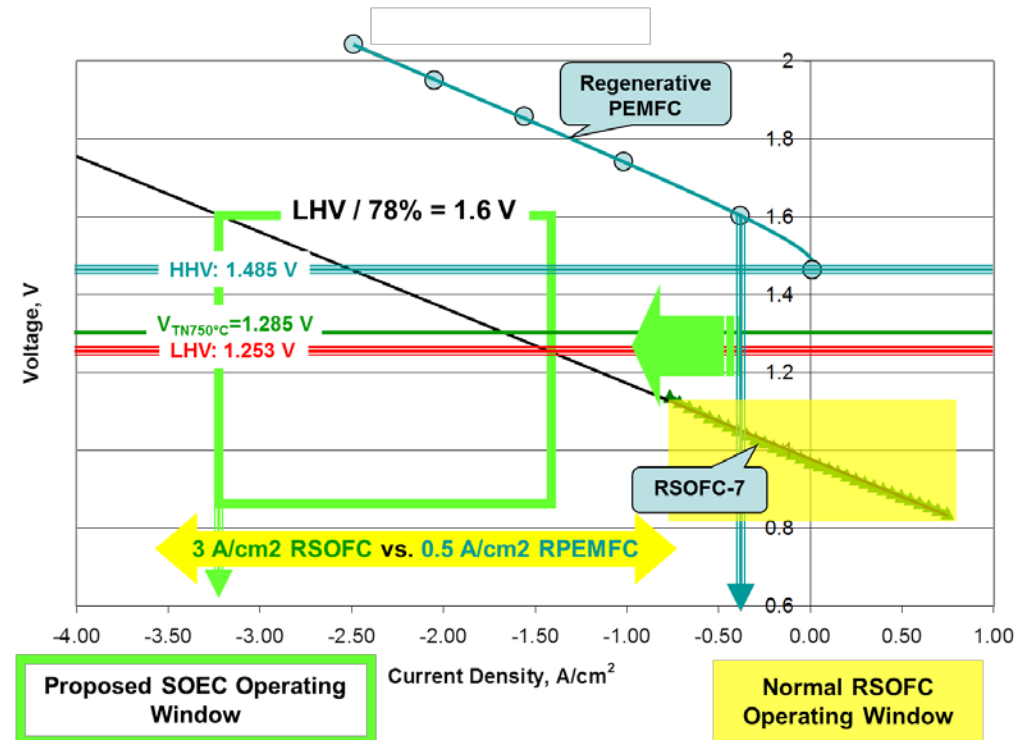 2
Regenerative
PEMFC
1.8
LHV / 78% = 1.6 V
1.6
HHV: 1.485 V
1.4
VTN750°C=1.285 V
LHV: 1.253 V
1.2
Voltage, V
RSOFC-7
0.8
3 A/cm2 RSOFC vs. 0.5 A/cm2 RPEMFC
0.6
-4.00 -3.50 -3.00 -2.50 -2.00 -1.50 -1.00 -0.50 0.00 0.50 1.00
Current Density, A/cm2
Proposed SOEC Operating
Window
Normal RSOFC
Operating Window